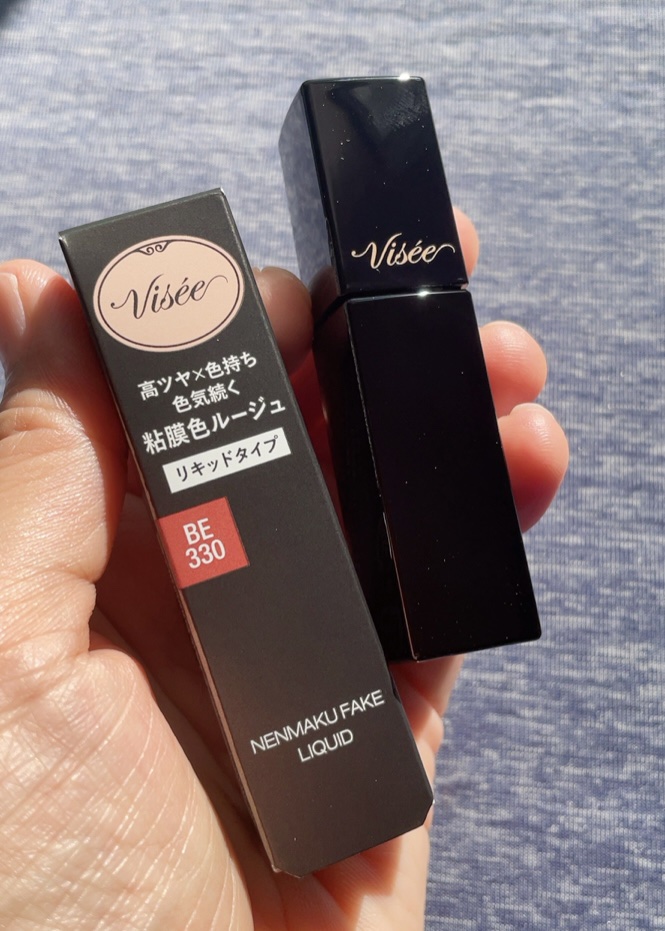 Visée
高ツヤ×色持ち
色気続く
粘膜色ルージュ
リキッドタイプ
BE
330
NENMAKU FAKE
LIQUID
Visée